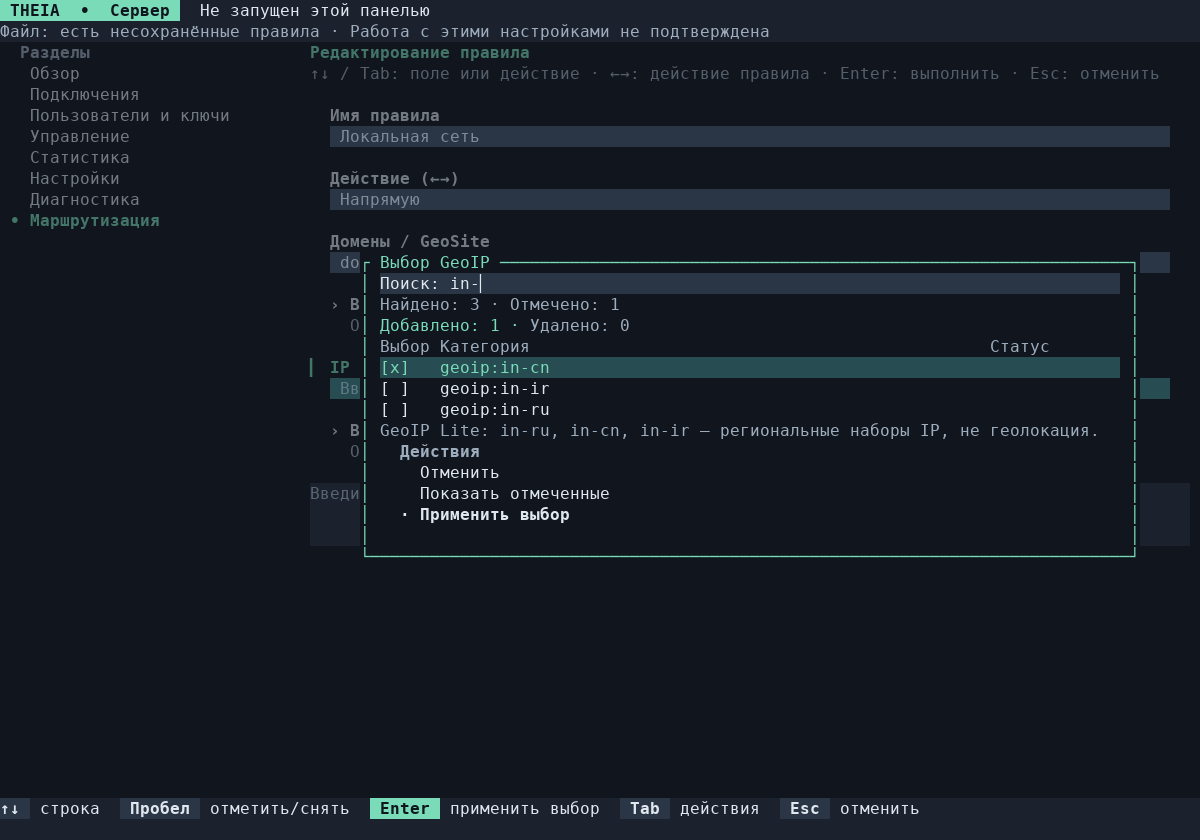 THEIA • Сервер Не запущен этой панелью
Файл: есть несохранённые правила · Работа с этими настройками не подтверждена
Разделы
Обзор
Подключения
Пользователи и ключи
Управление
Статистика
Настройки
Диагностика
• Маршрутизация
Редактирование правила
↑↓ / Tab: поле или действие · ←→: действие правила · Enter: выполнить · Esc: отменить
Имя правила
Локальная сеть
Действие (←→)
Напрямую
Домены / GeoSite
do
› В
О
IP
Вв
› В
О
Введи
Выбор GeoIP
Поиск: in-
Найдено: 3 · Отмечено: 1
Добавлено: 1 · Удалено: 0
Выбор Категория Статус
[x] geoip:in-cn
[ ] geoip:in-ir
[ ] geoip:in-ru
GeoIP Lite: in-ru, in-cn, in-ir — региональные наборы IP, не геолокация.
Действия
Отменить
Показать отмеченные
· Применить выбор
↑↓ строка Пробел отметить/снять Enter применить выбор Tab действия Esc отменить